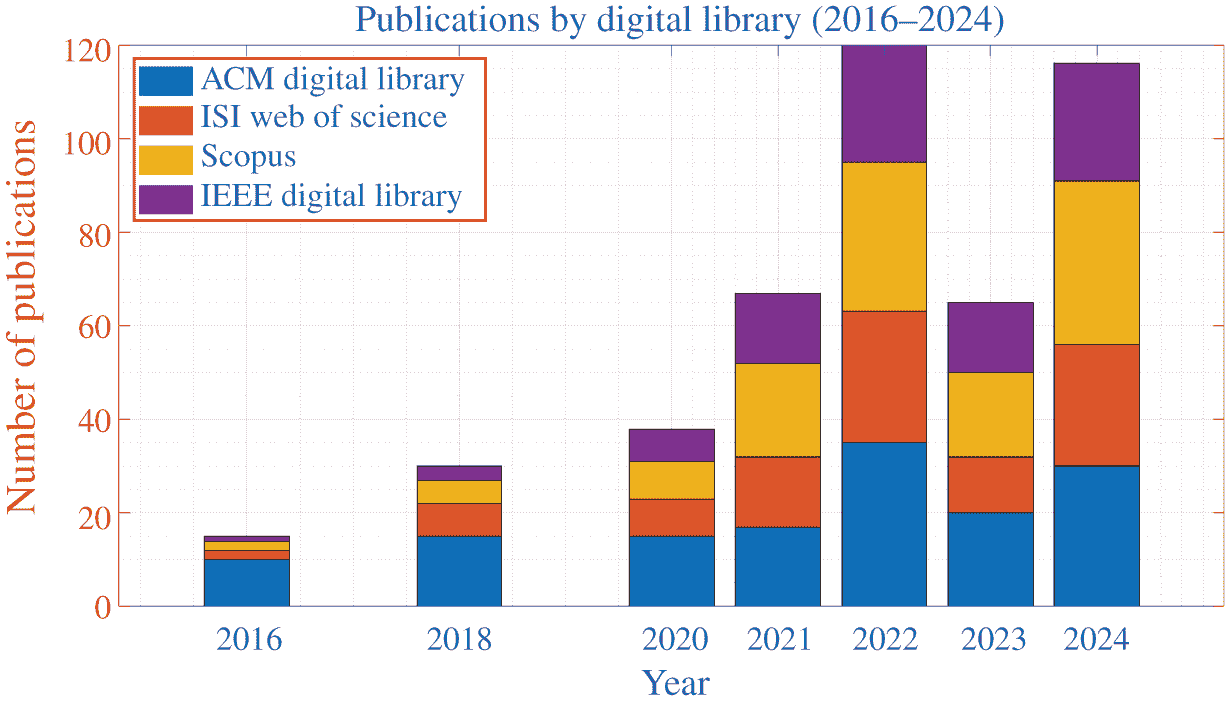 Publications by digital library (2016–2024)
Number of publications
120
100
80
60
40
20
0
ACM digital library
ISI web of science
Scopus
IEEE digital library
2016 2018 2020 2021 2022 2023 2024
Year